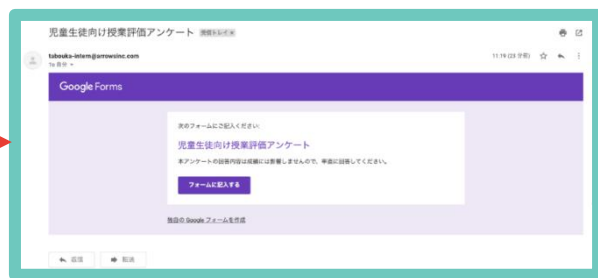 児童生徒向け授業評価アンケート 受信トレイ×
tabouka-intern@arrowsinc.com
11:19 (23 分前)
To 自分
Google Forms
次のフォームにご記入ください:
児童生徒向け授業評価アンケート
本アンケートの回答内容は成績には影響しませんので、率直に回答してください。
フォームに記入する
独自の Google フォームを作成
返信 転送